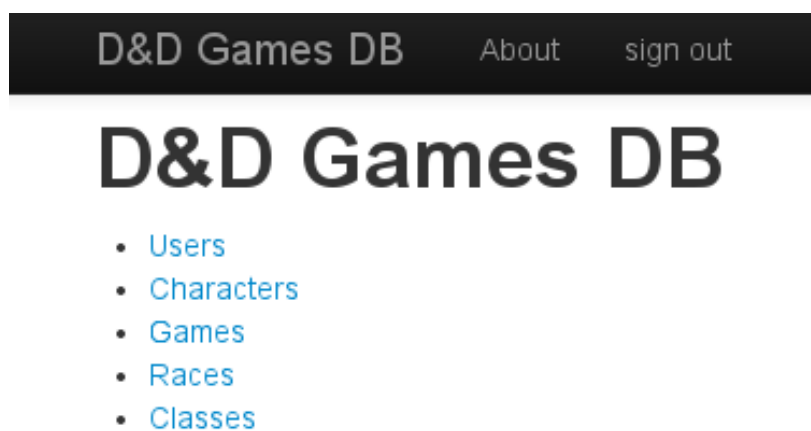 D&D Games DB About sign out
D&D Games DB
Users
Characters
Games
Races
Classes